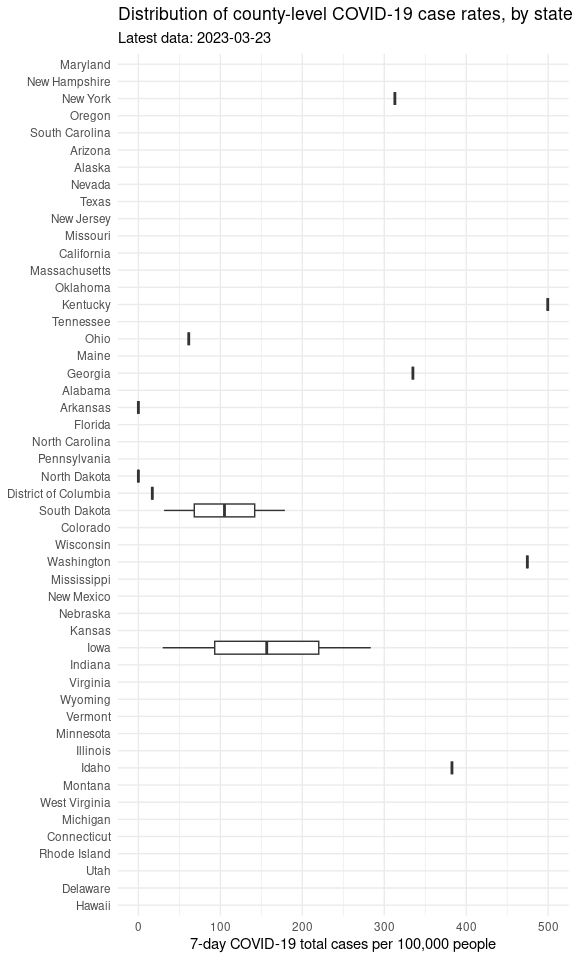 Distribution of county-level COVID-19 case rates, by state
Latest data: 2023-03-23
Maryland
New Hampshire
New York
Oregon
South Carolina
Arizona
Alaska
Nevada
Texas
New Jersey
Missouri
California
Massachusetts
Oklahoma
Kentucky
Tennessee
Ohio
Maine
Georgia
Alabama
Arkansas
Florida
North Carolina
Pennsylvania
North Dakota
District of Columbia
South Dakota
Colorado
Wisconsin
Washington
Mississippi
New Mexico
Nebraska
Kansas
Iowa
Indiana
Virginia
Wyoming
Vermont
Minnesota
Illinois
Idaho
Montana
West Virginia
Michigan
Connecticut
Rhode Island
Utah
Delaware
Hawaii
0 100 200 300 400 500
7-day COVID-19 total cases per 100,000 people